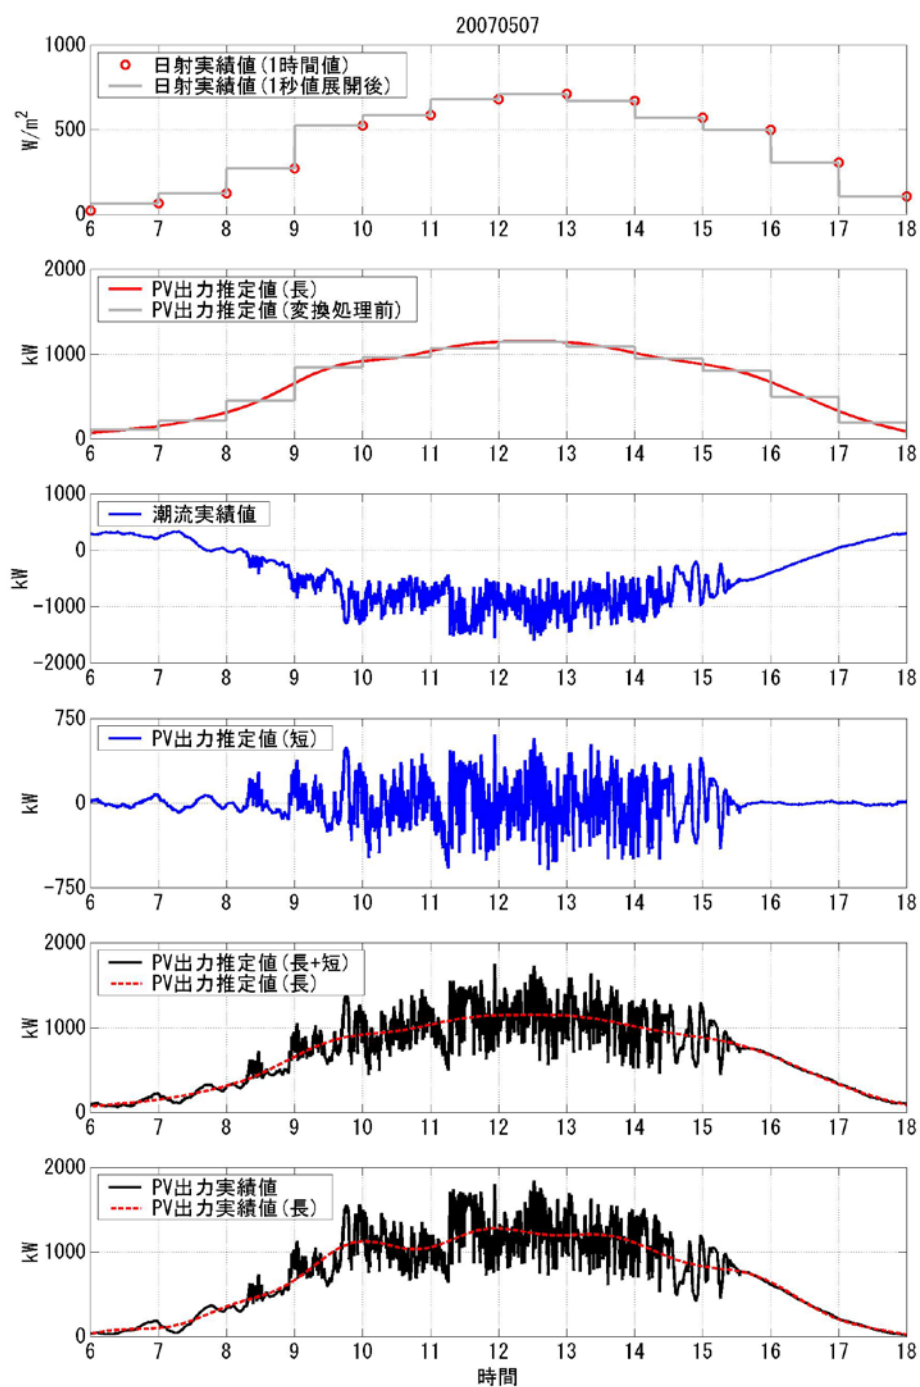 20070507
1000
日射実績値(1時間値)
日射実績値(1秒値展開後)
W/m²
500
0
6 7 8 9 10 11 12 13 14 15 16 17 18
2000
PV出力推定値(長)
PV出力推定値(変換処理前)
kW
1000
0
6 7 8 9 10 11 12 13 14 15 16 17 18
1000
潮流実績値
0
kW
-1000
-2000
6 7 8 9 10 11 12 13 14 15 16 17 18
750
PV出力推定値(短)
kW
0
-750
6 7 8 9 10 11 12 13 14 15 16 17 18
2000
PV出力推定値(長+短)
PV出力推定値(長)
kW
1000
0
6 7 8 9 10 11 12 13 14 15 16 17 18
2000
PV出力実績値
PV出力実績値(長)
kW
1000
0
6 7 8 9 10 11 12 13 14 15 16 17 18
時間